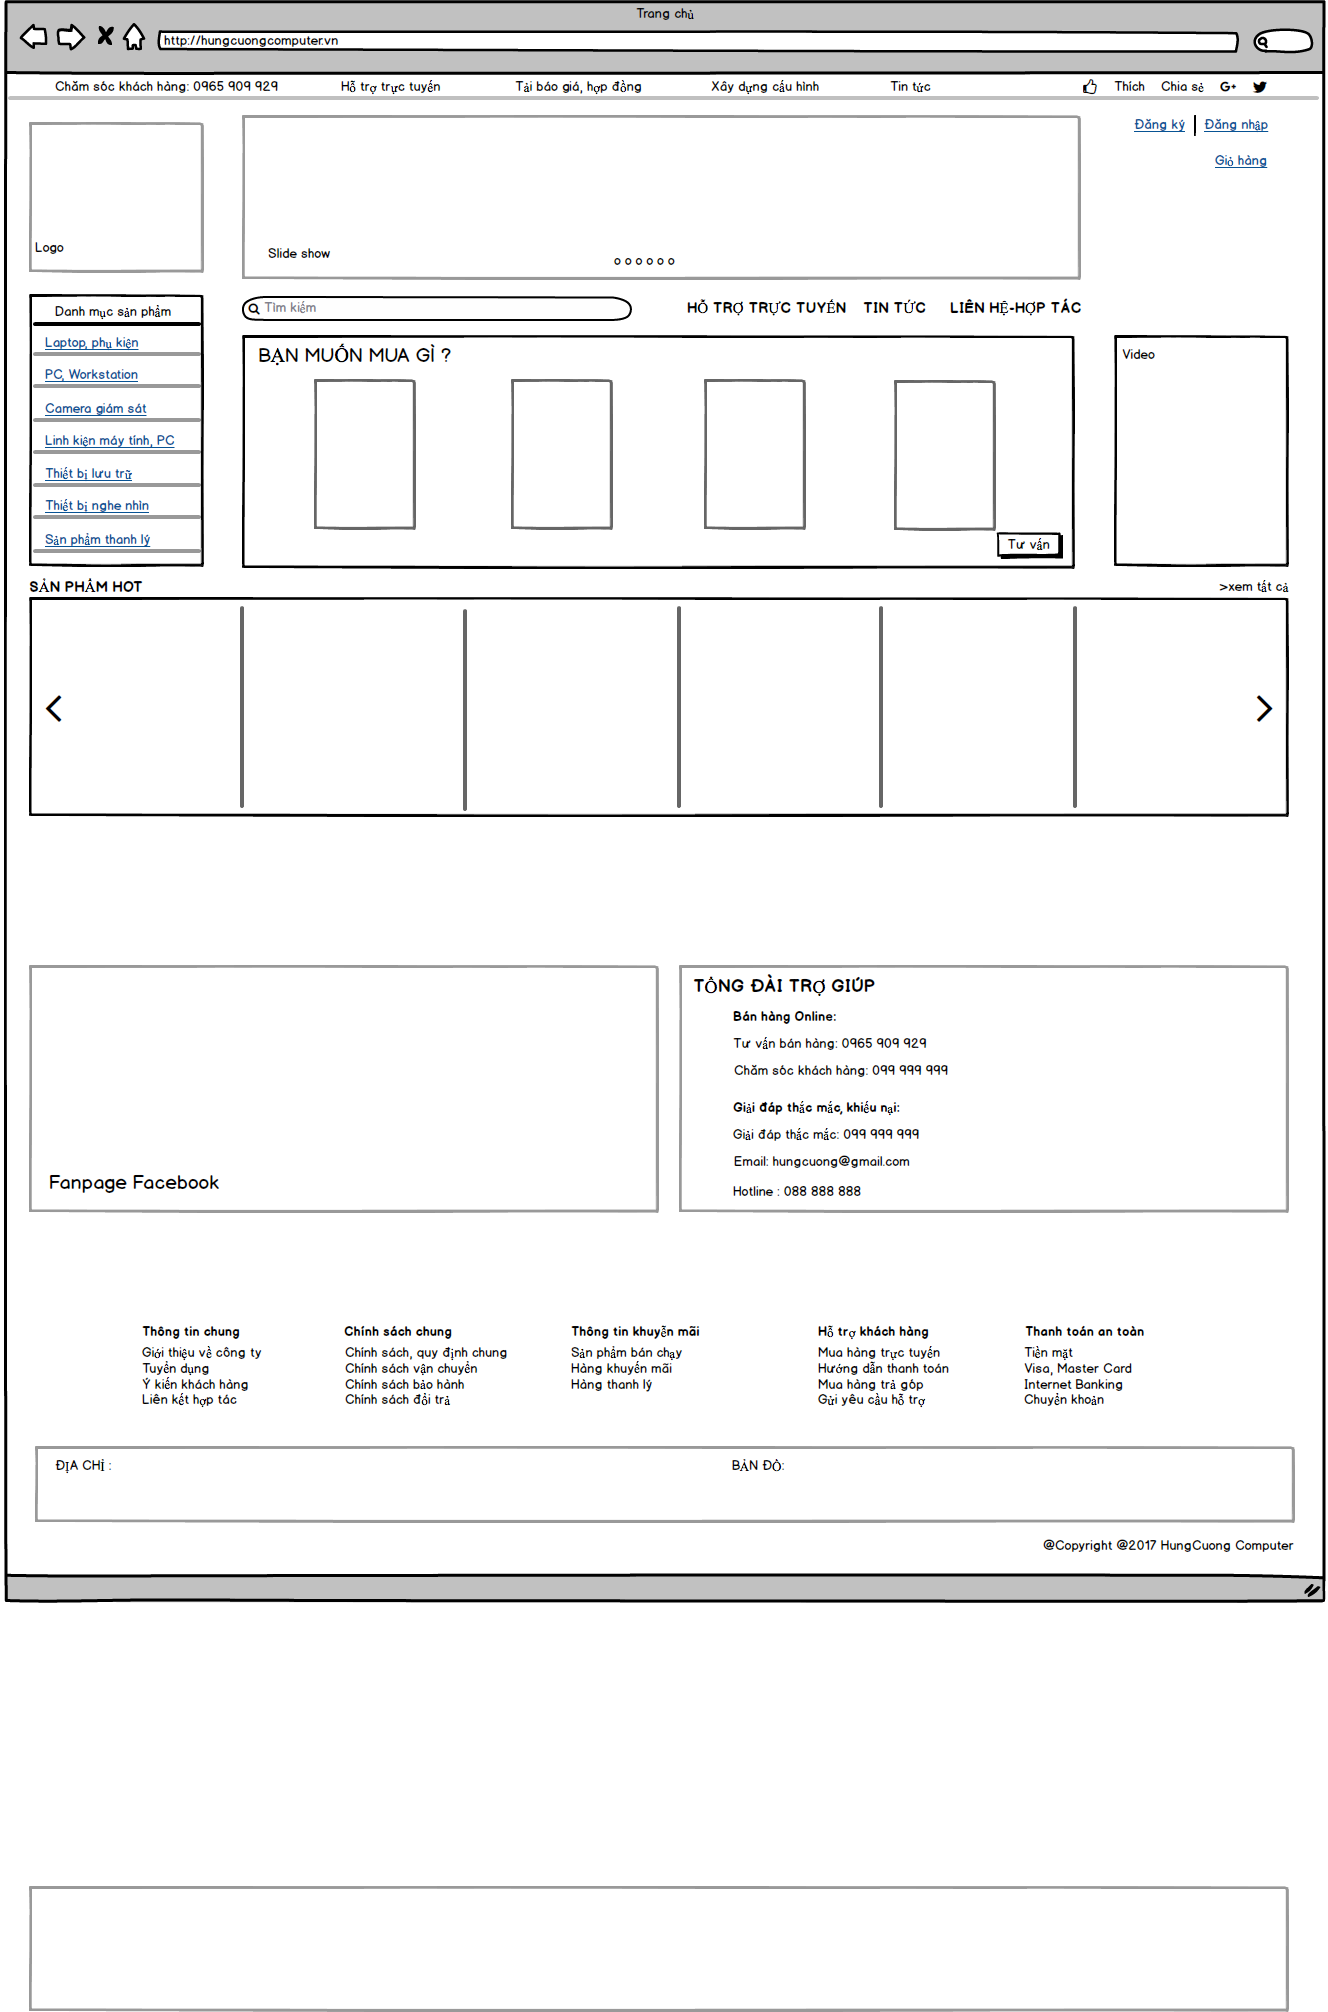 Trang chủ
http://hungcuongcomputer.vn
Chăm sóc khách hàng: 0965 909 929 Hỗ trợ trực tuyến Tải báo giá, hợp đồng Xây dựng cấu hình Tin tức Thích Chia sẻ G+
Đăng ký Đăng nhập
Giỏ hàng
Logo
Slide show
Danh mục sản phẩm
Laptop, phụ kiện
PC, Workstation
Camera giám sát
Linh kiện máy tính, PC
Thiết bị lưu trữ
Thiết bị nghe nhìn
Sản phẩm thanh lý
Tìm kiếm
HỖ TRỢ TRỰC TUYẾN TIN TỨC LIÊN HỆ-HỢP TÁC
BẠN MUỐN MUA GÌ ?
Tư vấn
Video
SẢN PHẨM HOT >xem tất cả
Fanpage Facebook
TỔNG ĐÀI TRỢ GIÚP
Bán hàng Online:
Tư vấn bán hàng: 0965 909 929
Chăm sóc khách hàng: 099 999 999
Giải đáp thắc mắc, khiếu nại:
Giải đáp thắc mắc: 099 999 999
Email: hungcuong@gmail.com
Hotline : 088 888 888
Thông tin chung
Giới thiệu về công ty
Tuyển dụng
Ý kiến khách hàng
Liên kết hợp tác
Chính sách chung
Chính sách, quy định chung
Chính sách vận chuyển
Chính sách bảo hành
Chính sách đổi trả
Thông tin khuyễn mãi
Sản phẩm bán chạy
Hàng khuyến mãi
Hàng thanh lý
Hỗ trợ khách hàng
Mua hàng trực tuyến
Hướng dẫn thanh toán
Mua hàng trả góp
Gửi yêu cầu hỗ trợ
Thanh toán an toàn
Tiền mặt
Visa, Master Card
Internet Banking
Chuyển khoản
ĐỊA CHỈ : BẢN ĐỒ:
@Copyright @2017 HungCuong Computer